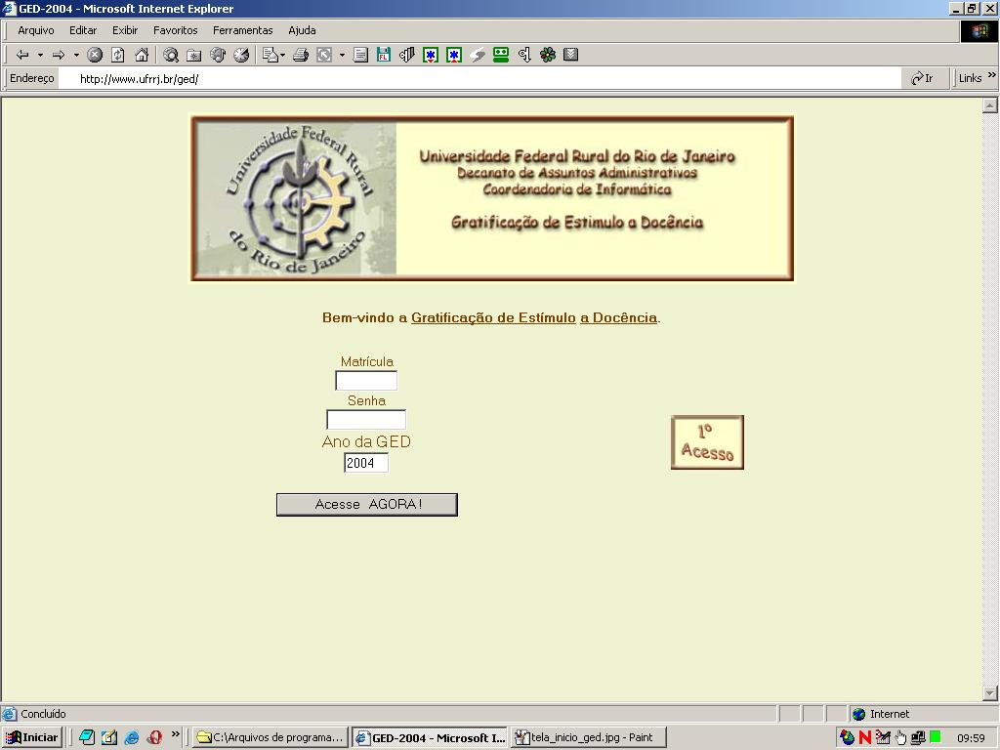 GED-2004 - Microsoft Internet Explorer
Arquivo Editar Exibir Favoritos Ferramentas Ajuda
Endereço http://www.ufrrj.br/ged/ Ir Links »
Universidade Federal Rural
do Rio de Janeiro
Universidade Federal Rural do Rio de Janeiro
Decanato de Assuntos Administrativos
Coordenadoria de Informática
Gratificação de Estimulo a Docência
Bem-vindo a Gratificação de Estímulo a Docência.
Matrícula
Senha
Ano da GED
2004
Acesse AGORA!
1º
Acesso
Concluído Internet
Iniciar » C:\Arquivos de programa... GED-2004 - Microsoft I... tela_inicio_ged.jpg - Paint 09:59